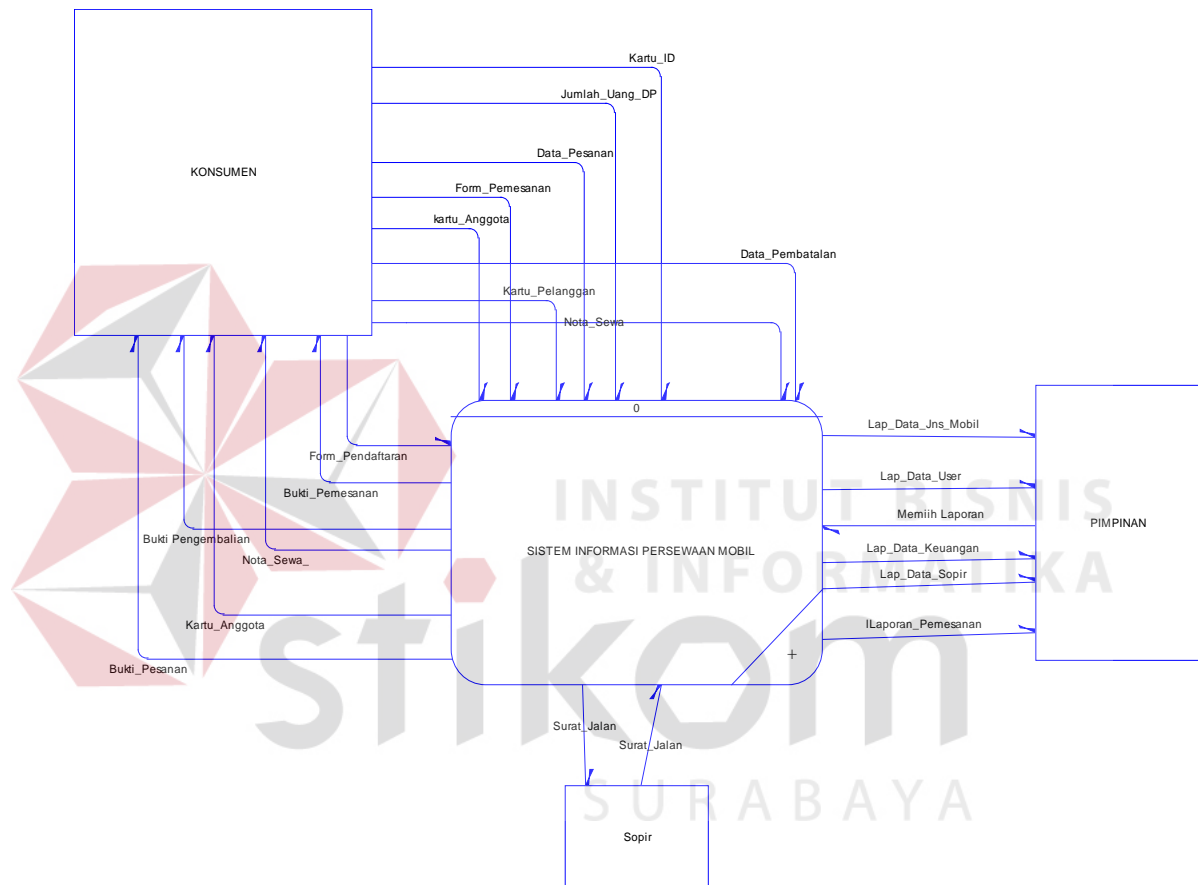 Kartu_ID
Jumlah_Uang_DP
Data_Pesanan
KONSUMEN
Form_Pemesanan
kartu_Anggota
Data_Pembatalan
Kartu_Pelanggan
Nota_Sewa
0
Lap_Data_Jns_Mobil
Form_Pendaftaran
Lap_Data_User
Bukti_Pemesanan
INSTITUT BISNIS
Memiih Laporan
PIMPINAN
Bukti Pengembalian
SISTEM INFORMASI PERSEWAAN MOBIL
Lap_Data_Keuangan
Nota_Sewa_
& INFORMATIKA
Lap_Data_Sopir
Kartu_Anggota
ILaporan_Pemesanan
stikom
+
Bukti_Pesanan
Surat_Jalan
Surat_Jalan
SURABAYA
Sopir